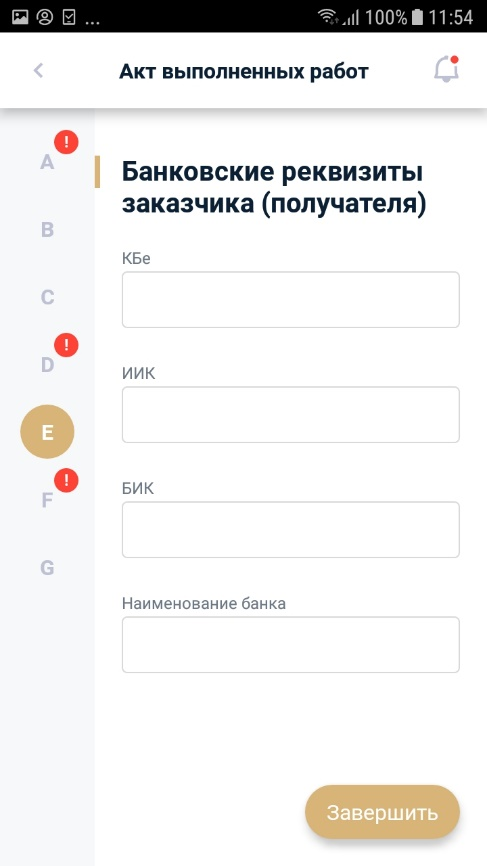 ... 100% 11:54
Акт выполненных работ
A !
B
C
D !
E
F !
G
Банковские реквизиты
заказчика (получателя)
КБе
ИИК
БИК
Наименование банка
Завершить